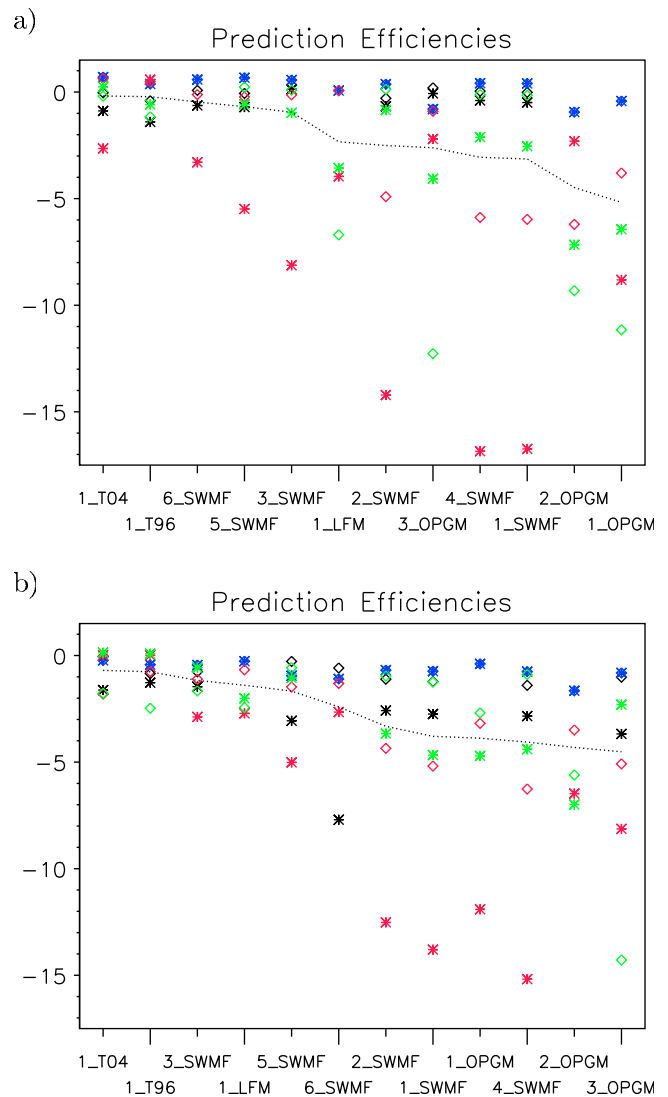 a)
Prediction Efficiencies
0
−5
−10
−15
1_T04 6_SWMF 3_SWMF 2_SWMF 4_SWMF 2_OPGM
1_T96 5_SWMF 1_LFM 3_OPGM 1_SWMF 1_OPGM
b)
Prediction Efficiencies
0
−5
−10
−15
1_T04 3_SWMF 5_SWMF 2_SWMF 1_OPGM 2_OPGM
1_T96 1_LFM 6_SWMF 1_SWMF 4_SWMF 3_OPGM